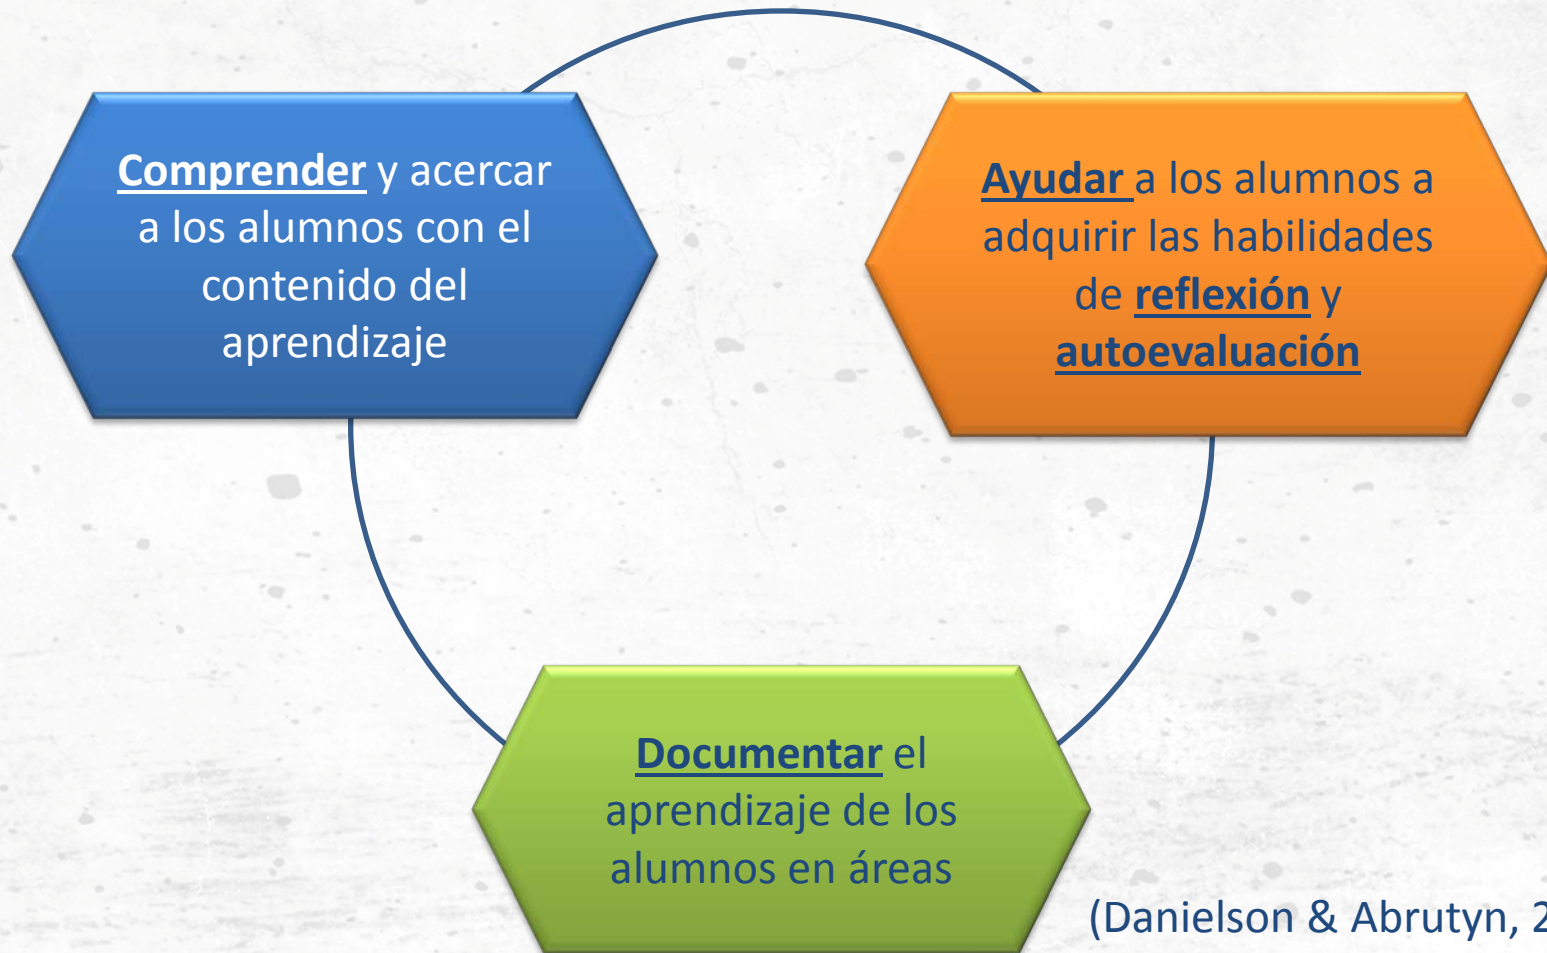 Comprender y acercar
a los alumnos con el
contenido del
aprendizaje
Ayudar a los alumnos a
adquirir las habilidades
de reflexión y
autoevaluación
Documentar el
aprendizaje de los
alumnos en áreas
(Danielson & Abrutyn, 2